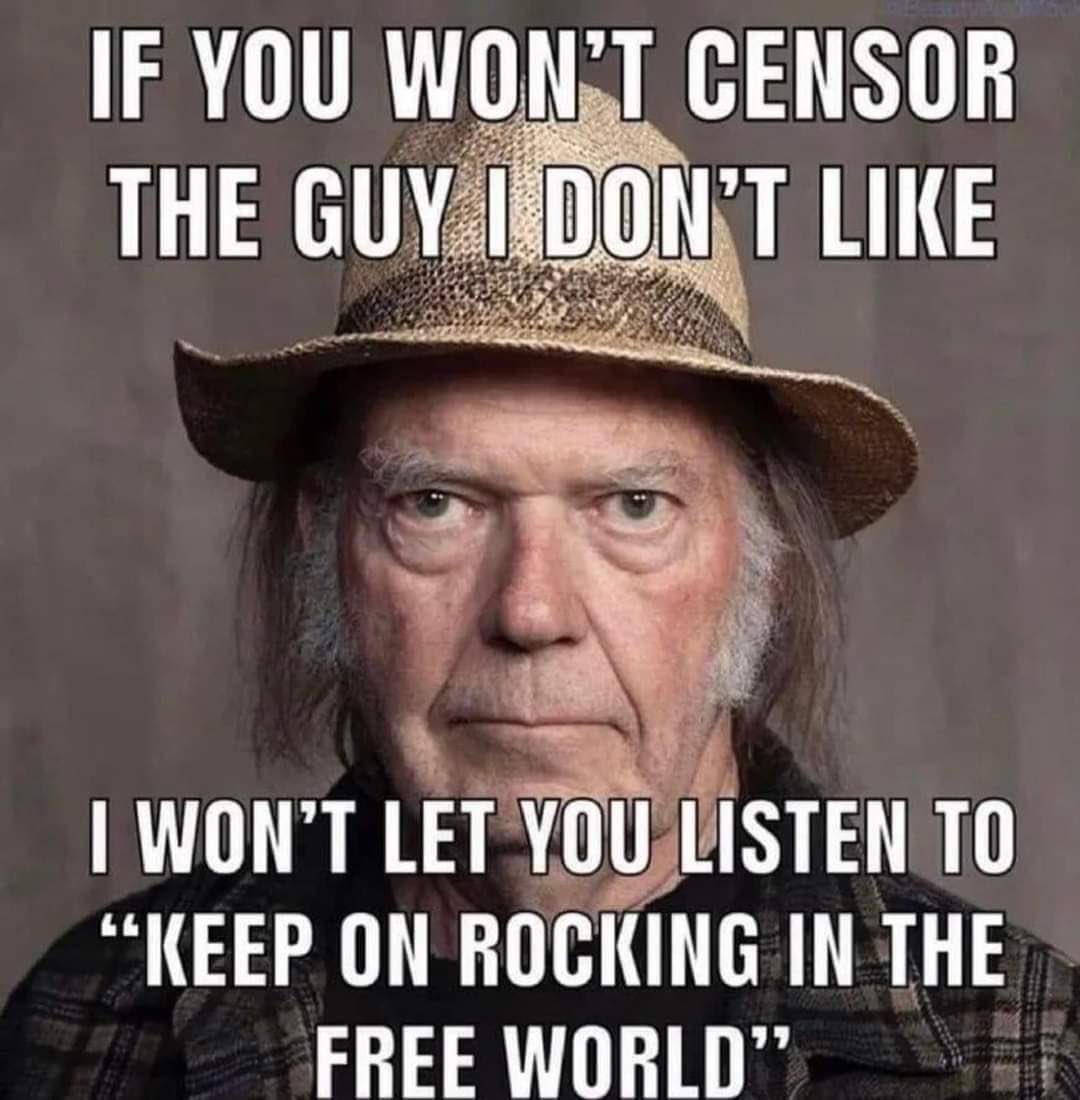 IF YOU WON'T CENSOR
THE GUY I DON'T LIKE
I WON'T LET YOU LISTEN TO
“KEEP ON ROCKING IN THE
FREE WORLD”